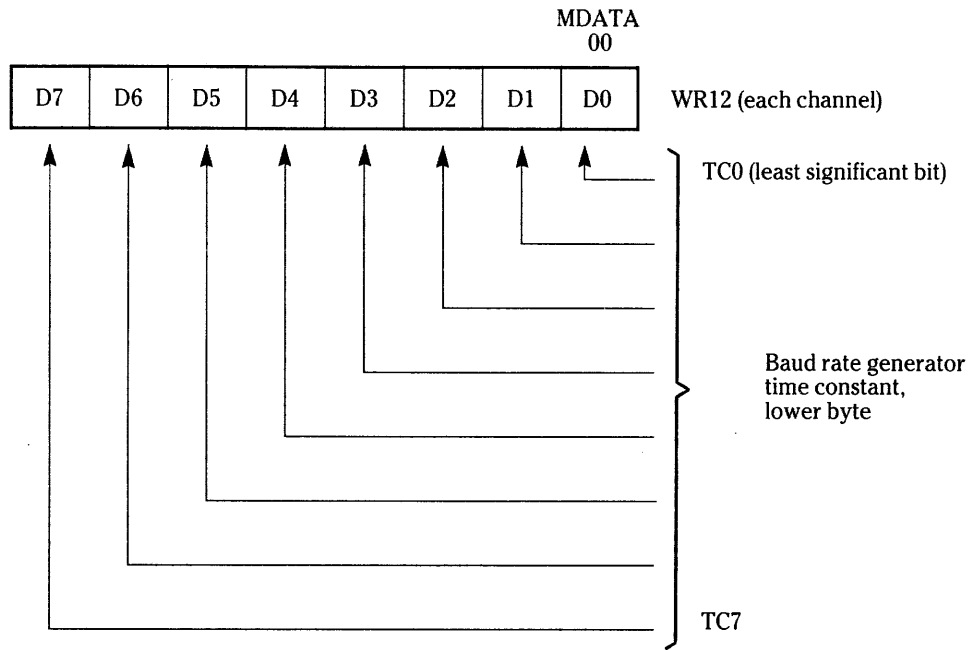 MDATA
00
D7 D6 D5 D4 D3 D2 D1 D0 WR12 (each channel)
TC0 (least significant bit)
Baud rate generator
time constant,
lower byte
TC7